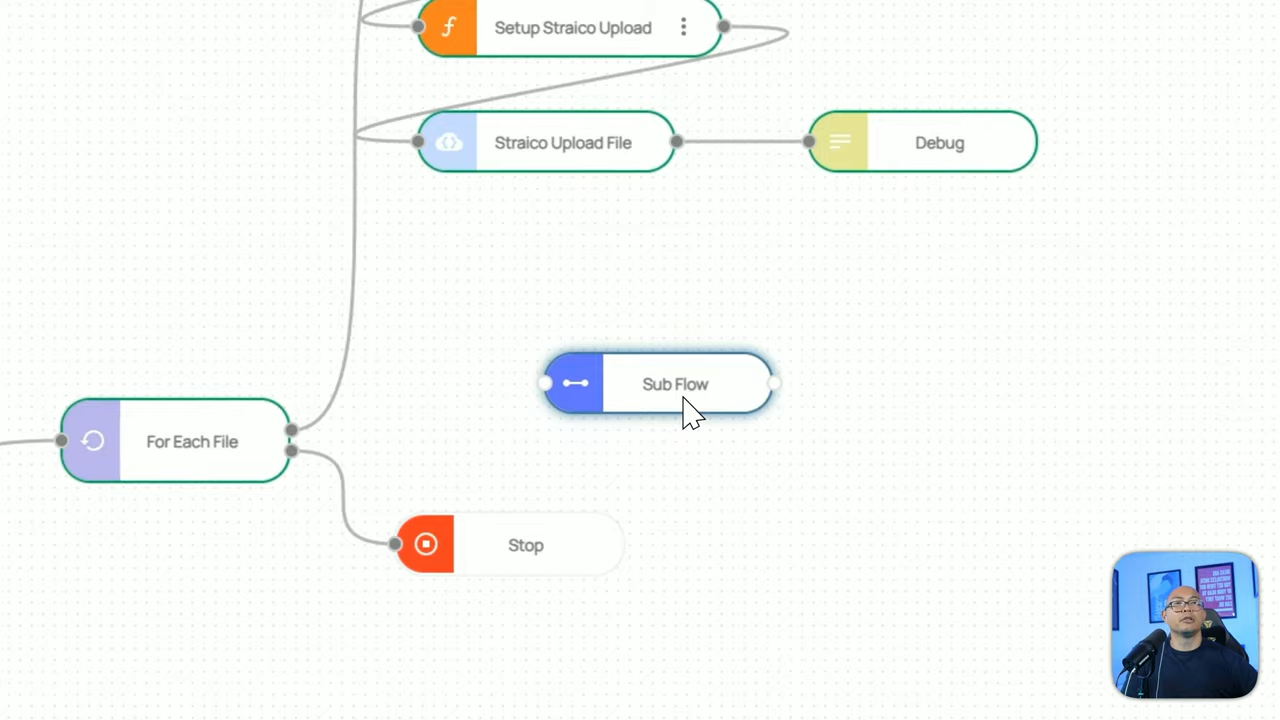 Setup Straico Upload
Straico Upload File
Debug
Sub Flow
For Each File
Stop